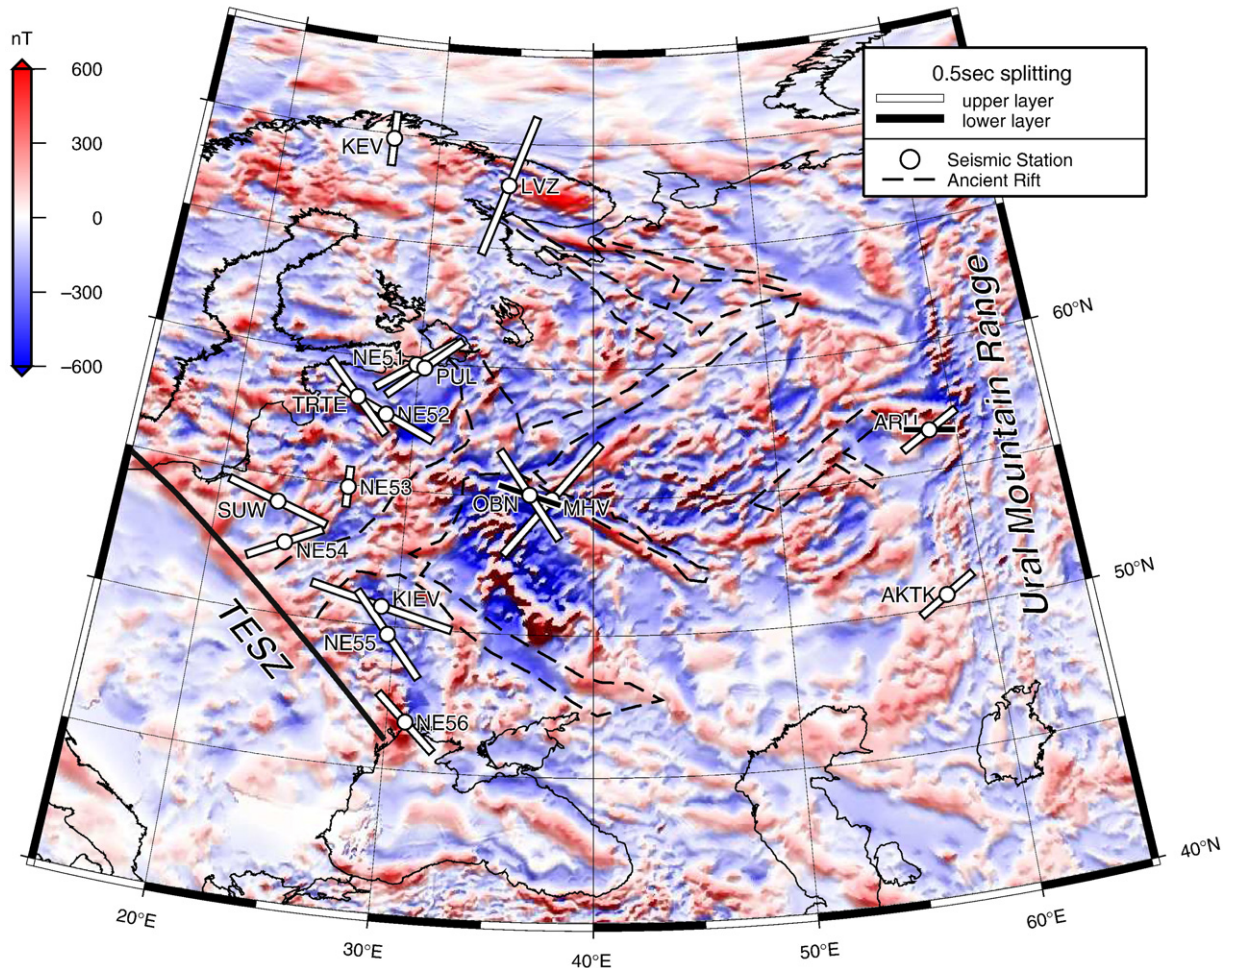 nT
600
300
0
−300
−600
0.5sec splitting
upper layer
lower layer
Seismic Station
Ancient Rift
KEV
LVZ
60°N
Ural Mountain Range
NE51
PUL
TRTE
NE52
ARU
NE53
SUW
OBN
MHV
NE54
50°N
KIEV
AKTK
TESZ
NE55
NE56
40°N
20°E
30°E
40°E
50°E
60°E